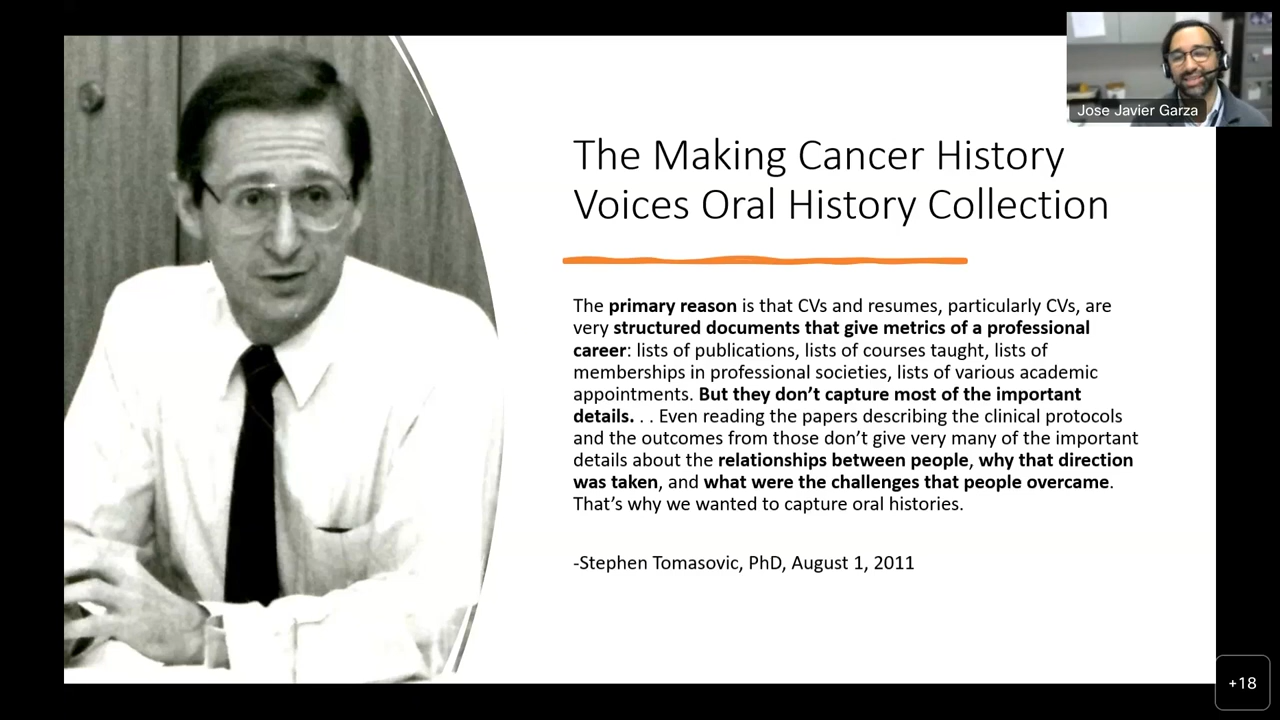 Jose Javier Garza
The Making Cancer History
Voices Oral History Collection
The primary reason is that CVs and resumes, particularly CVs, are
very structured documents that give metrics of a professional
career: lists of publications, lists of courses taught, lists of
memberships in professional societies, lists of various academic
appointments. But they don’t capture most of the important
details. . . Even reading the papers describing the clinical protocols
and the outcomes from those don’t give very many of the important
details about the relationships between people, why that direction
was taken, and what were the challenges that people overcame.
That’s why we wanted to capture oral histories.
-Stephen Tomasovic, PhD, August 1, 2011
+18